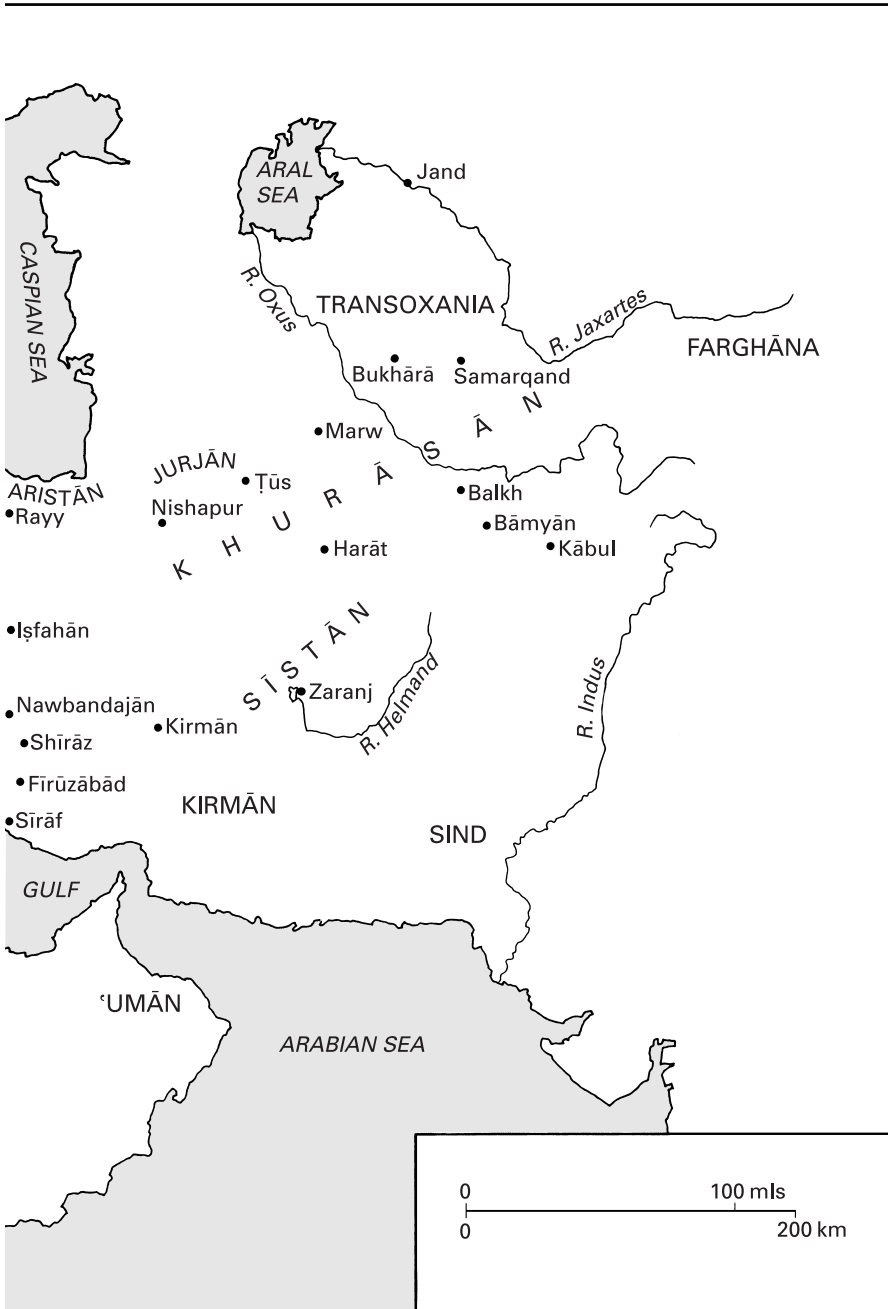 ARAL
SEA
Jand
CASPIAN SEA
R. Oxus
TRANSOXANIA
R. Jaxartes
FARGHĀNA
Bukhārā
Samarqand
Marw
KHURĀSĀN
JURJĀN
Ṭūs
ARISTĀN
Rayy
Nishapur
Balkh
Bāmyān
Harāt
Kābul
Iṣfahān
SĪSTĀN
Zaranj
R. Helmand
R. Indus
Nawbandajān
Kirmān
Shīrāz
Fīrūzābād
KIRMĀN
Sīrāf
SIND
GULF
ʿUMĀN
ARABIAN SEA
0 100 mls
0 200 km